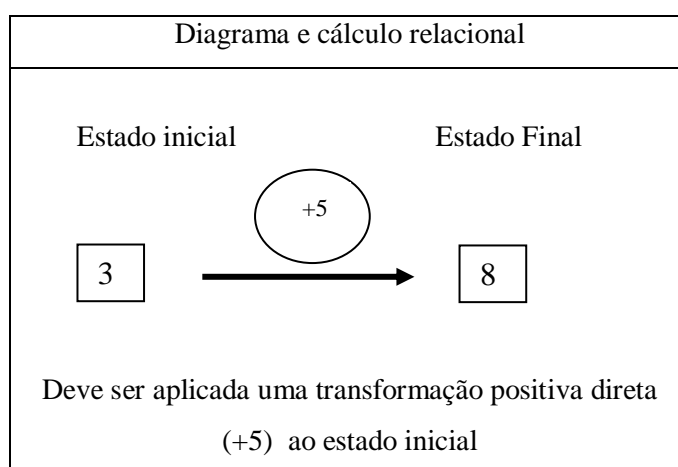 Diagrama e cálculo relacional
Estado inicial Estado Final
+5
3 8
Deve ser aplicada uma transformação positiva direta
(+5) ao estado inicial